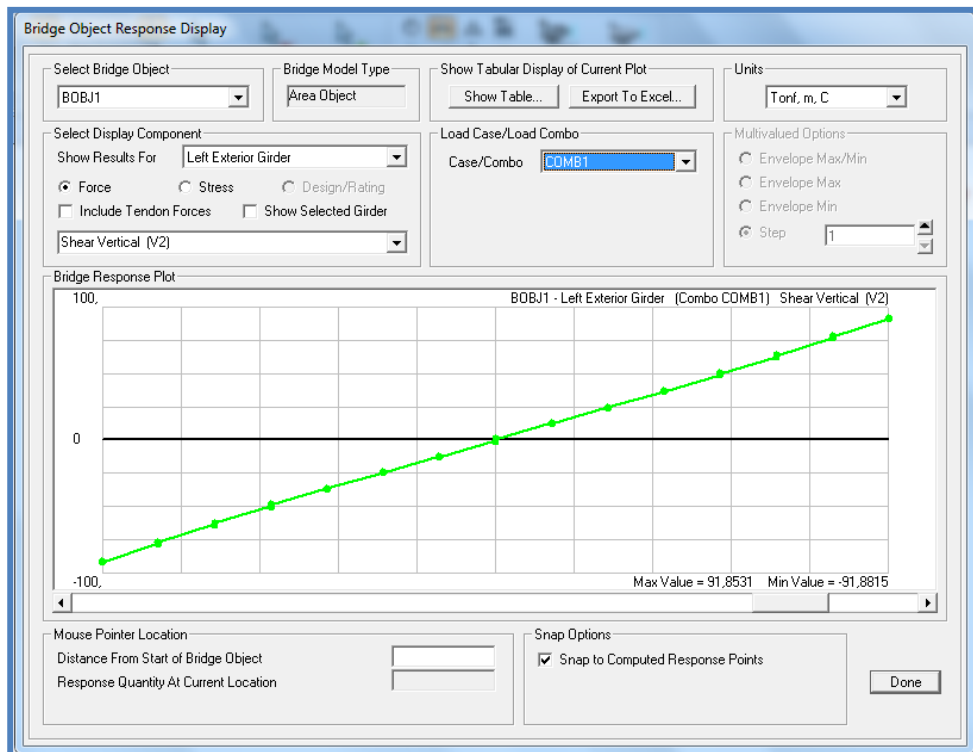 Bridge Object Response Display
Select Bridge Object
BOBJ1
Bridge Model Type
Area Object
Show Tabular Display of Current Plot
Show Table...
Export To Excel...
Units
Tonf, m, C
Select Display Component
Show Results For
Left Exterior Girder
Force
Stress
Design/Rating
Include Tendon Forces
Show Selected Girder
Shear Vertical (V2)
Load Case/Load Combo
Case/Combo
COMB1
Multivalued Options
Envelope Max/Min
Envelope Max
Envelope Min
Step
1
Bridge Response Plot
100,
BOBJ1 - Left Exterior Girder (Combo COMB1) Shear Vertical (V2)
0
-100,
Max Value = 91,8531 Min Value = -91,8815
Mouse Pointer Location
Distance From Start of Bridge Object
Response Quantity At Current Location
Snap Options
Snap to Computed Response Points
Done